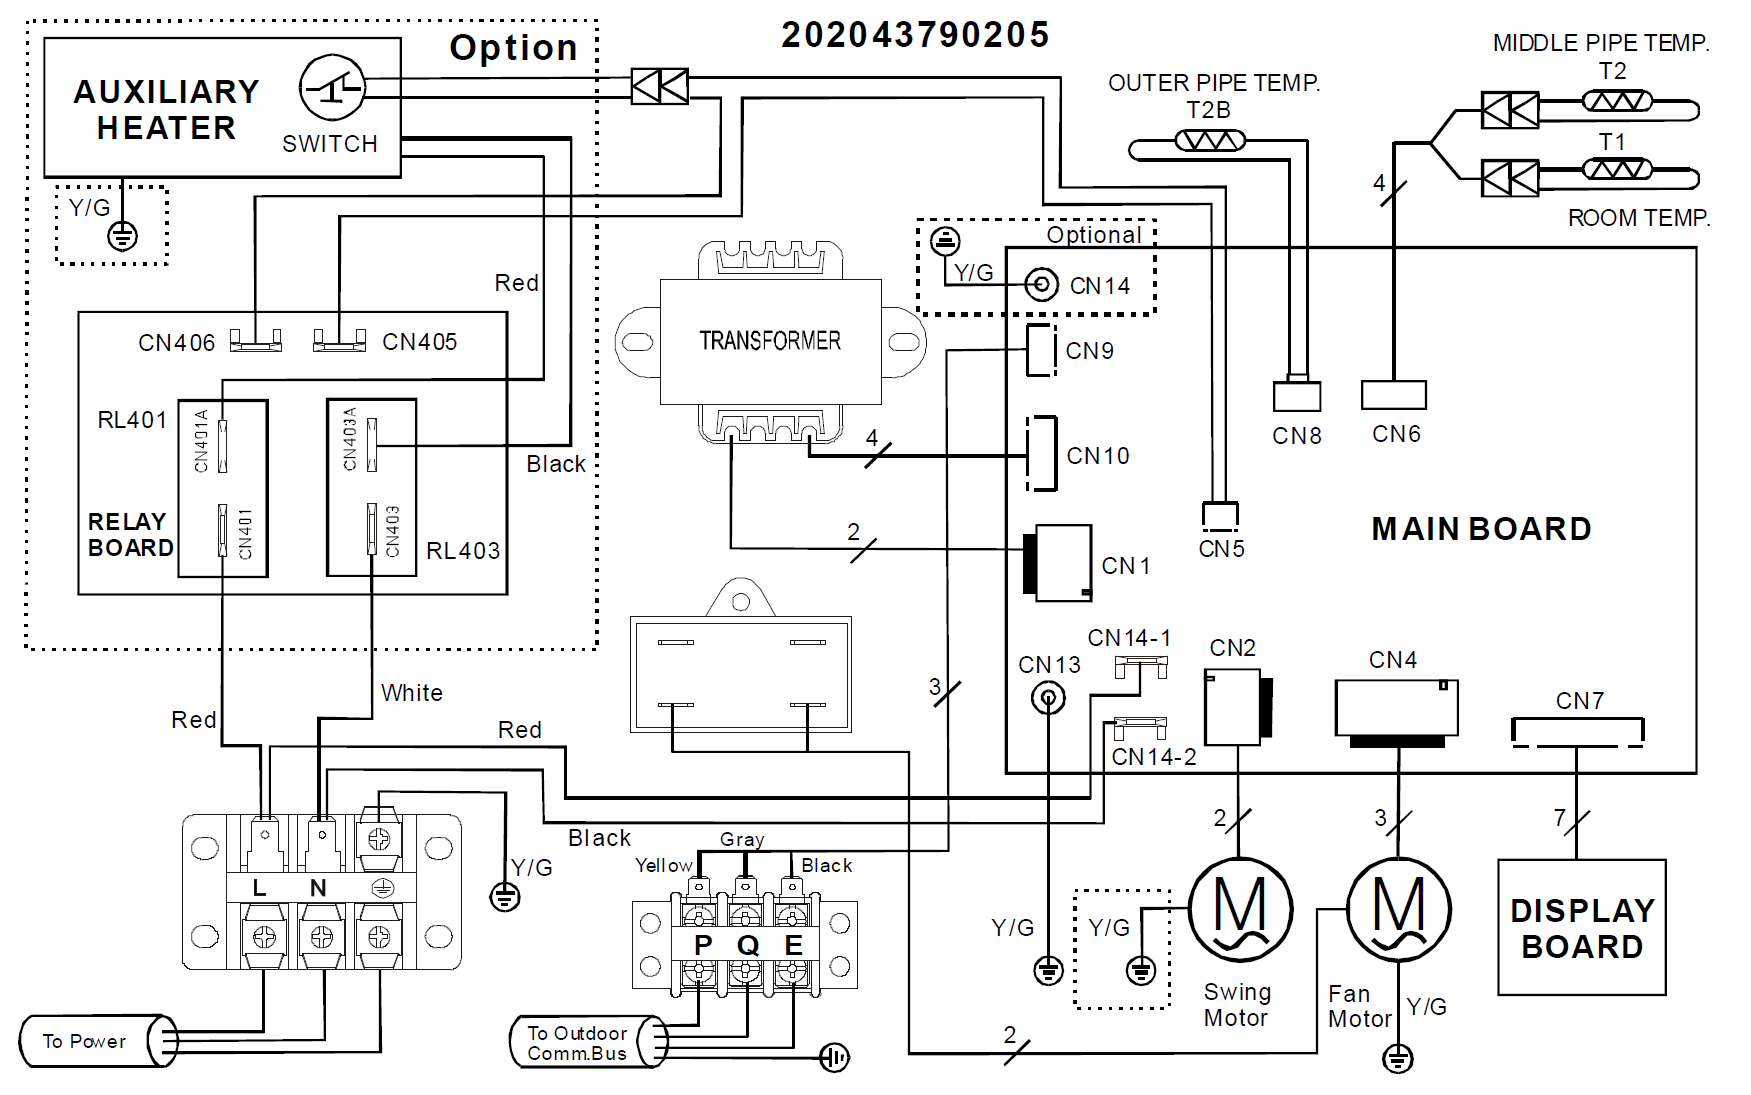 202043790205
Option
AUXILIARY
HEATER
SWITCH
Y/G
Red
CN406
CN405
RL401
CN401A
CN403A
Black
RELAY
BOARD
CN401
CN403
RL403
White
Red
Red
Black
Y/G
L N
To Power
TRANSFORMER
4
2
3
Yellow
Gray
Black
P Q E
To Outdoor
Comm.Bus
2
OUTER PIPE TEMP.
T2B
MIDDLE PIPE TEMP.
T2
T1
ROOM TEMP.
4
Optional
Y/G
CN14
CN9
CN10
CN1
CN8
CN6
CN5
MAIN BOARD
CN13
CN14-1
CN14-2
CN2
CN4
CN7
2
3
7
Y/G
Y/G
M
M
Swing
Motor
Fan
Motor
Y/G
DISPLAY
BOARD